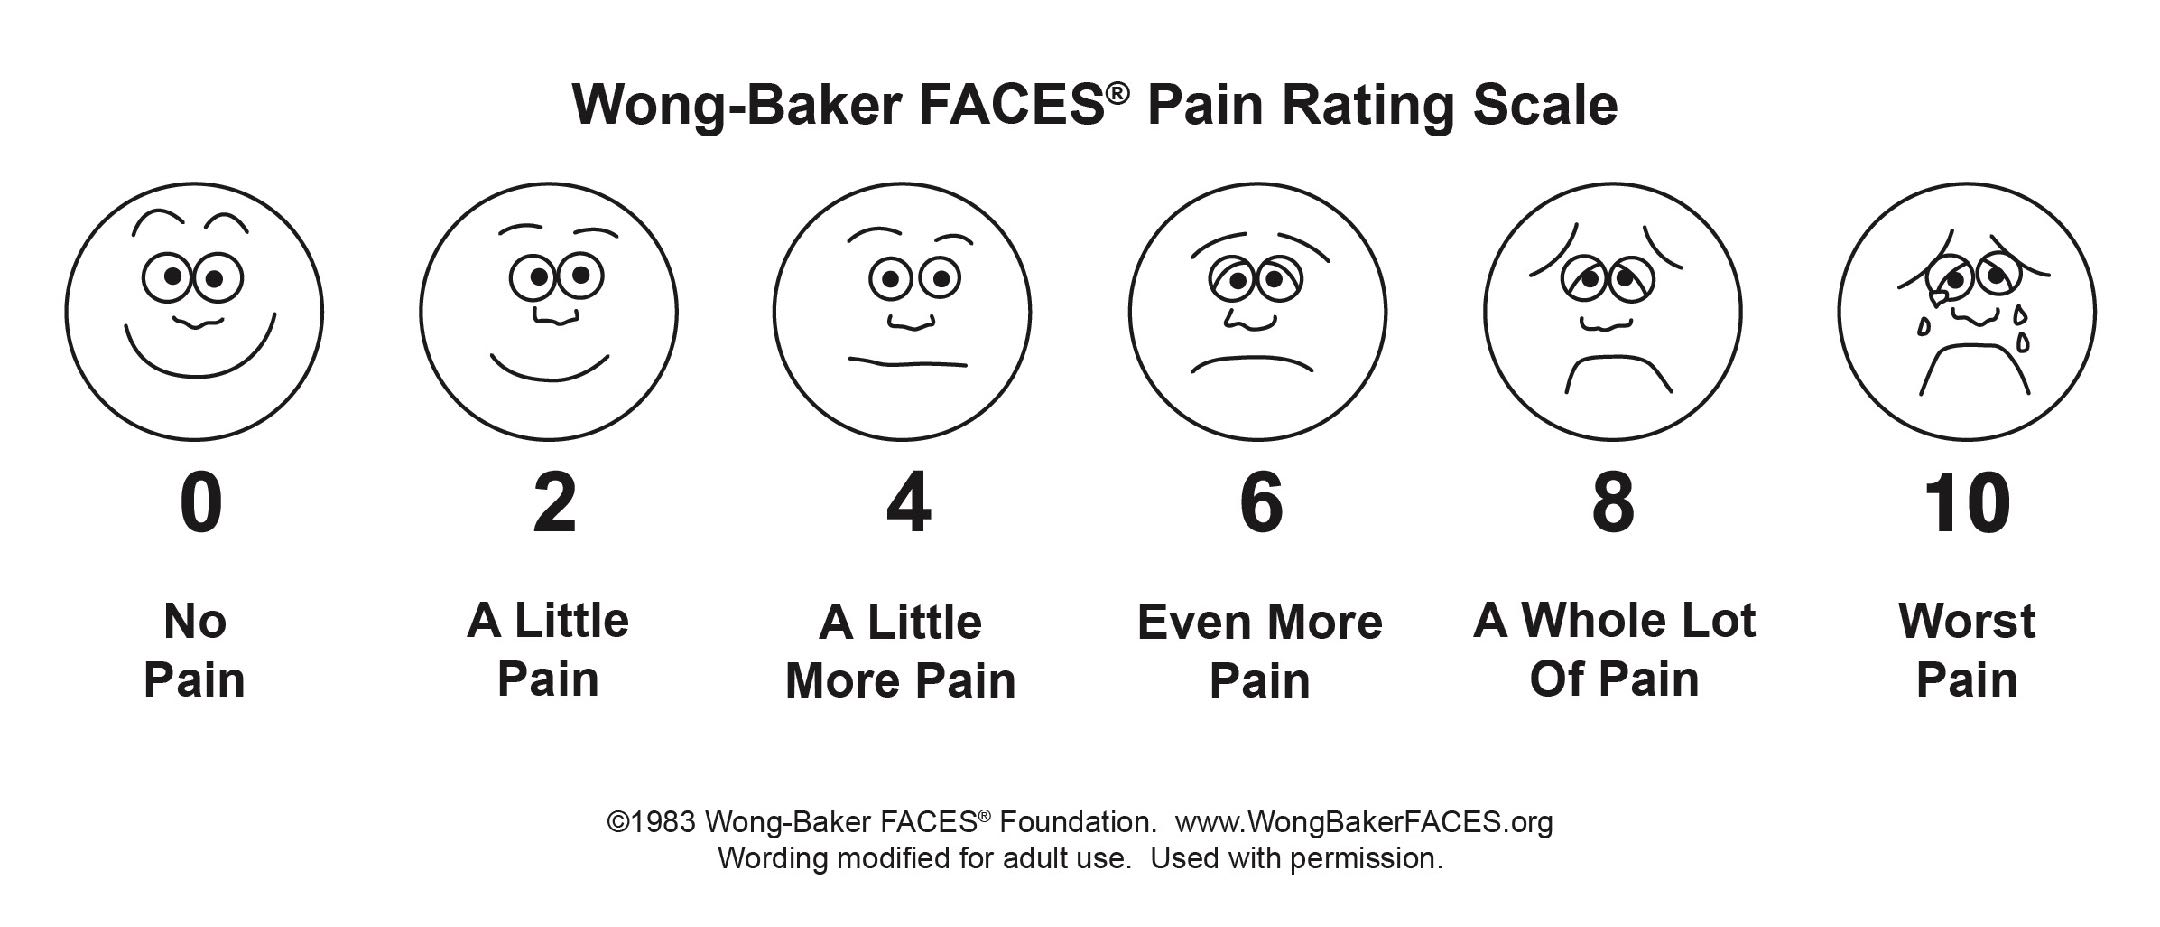 Wong-Baker FACES® Pain Rating Scale
0 2 4 6 8 10
No A Little A Little Even More A Whole Lot Worst
Pain Pain More Pain Pain Of Pain Pain
©1983 Wong-Baker FACES® Foundation. www.WongBakerFACES.org
Wording modified for adult use. Used with permission.